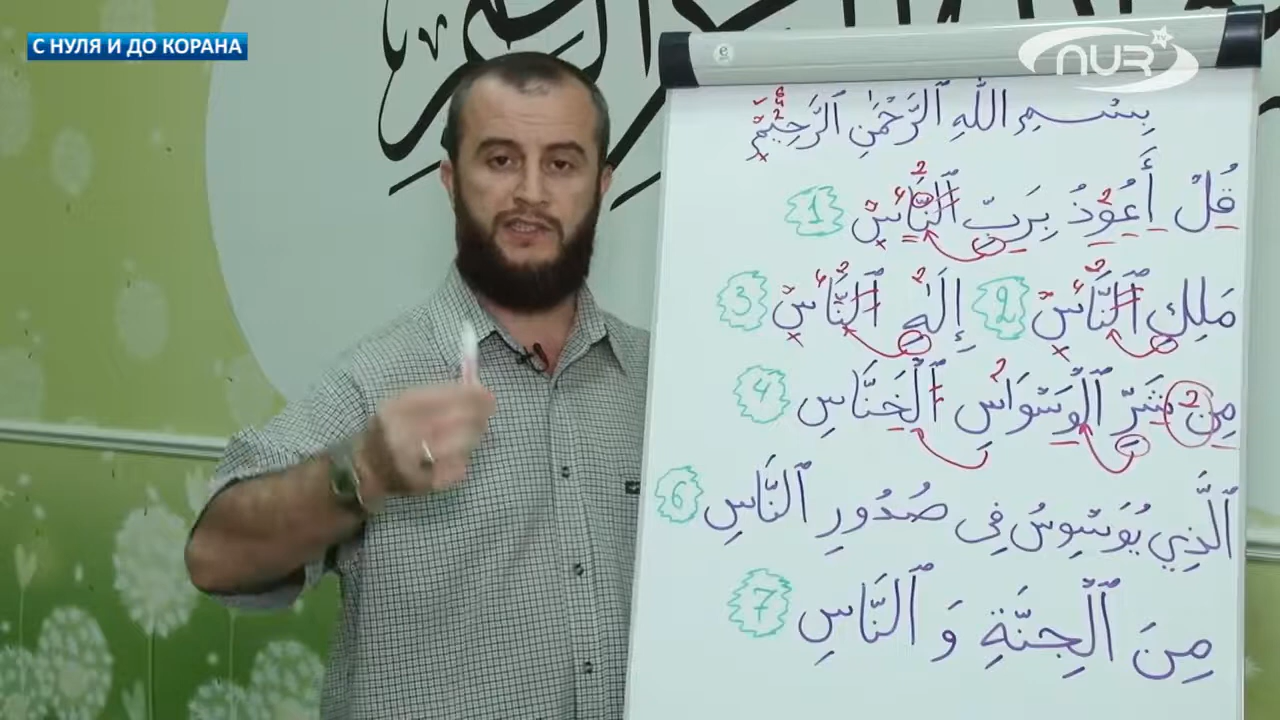 С НУЛЯ И ДО КОРАНА
NUR
بِسْمِ اللَّهِ ٱلرَّحْمَٰنِ ٱلرَّحِيمِ
قُلْ أَعُوذُ بِرَبِّ ٱلنَّاسِ 1
مَلِكِ ٱلنَّاسِ 2 إِلَٰهِ ٱلنَّاسِ 3
مِن شَرِّ ٱلْوَسْوَاسِ ٱلْخَنَّاسِ 4
ٱلَّذِي يُوَسْوِسُ فِى صُدُورِ ٱلنَّاسِ 6
مِنَ ٱلْجِنَّةِ وَ ٱلنَّاسِ 7